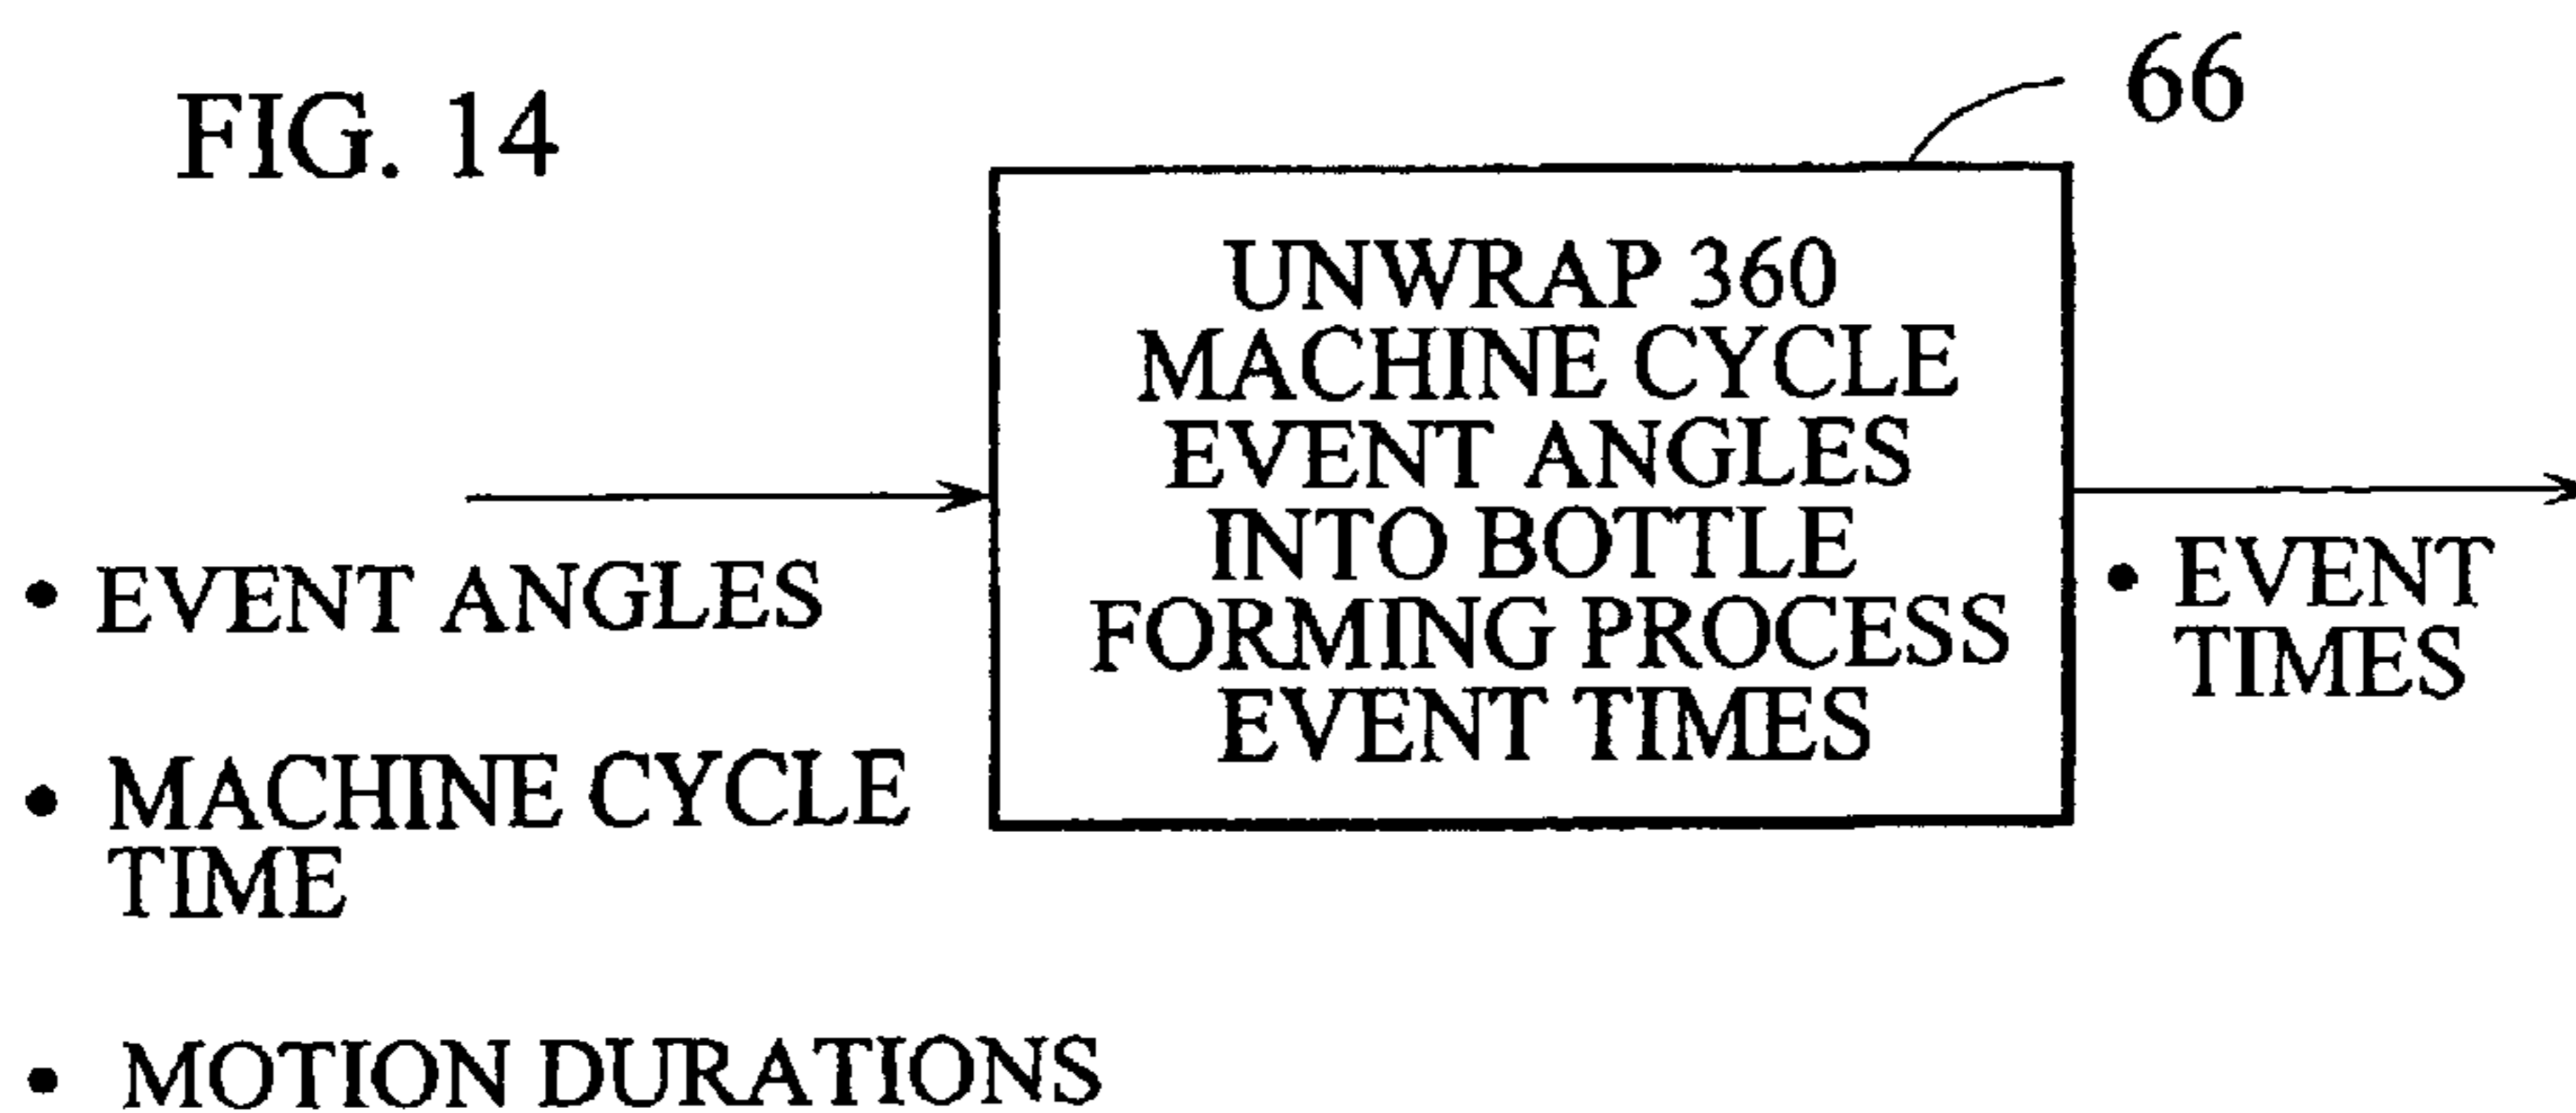 FIG. 14
66
UNWRAP 360
MACHINE CYCLE
EVENT ANGLES
INTO BOTTLE
FORMING PROCESS
EVENT TIMES
• EVENT ANGLES
• MACHINE CYCLE
TIME
• MOTION DURATIONS
• EVENT
TIMES